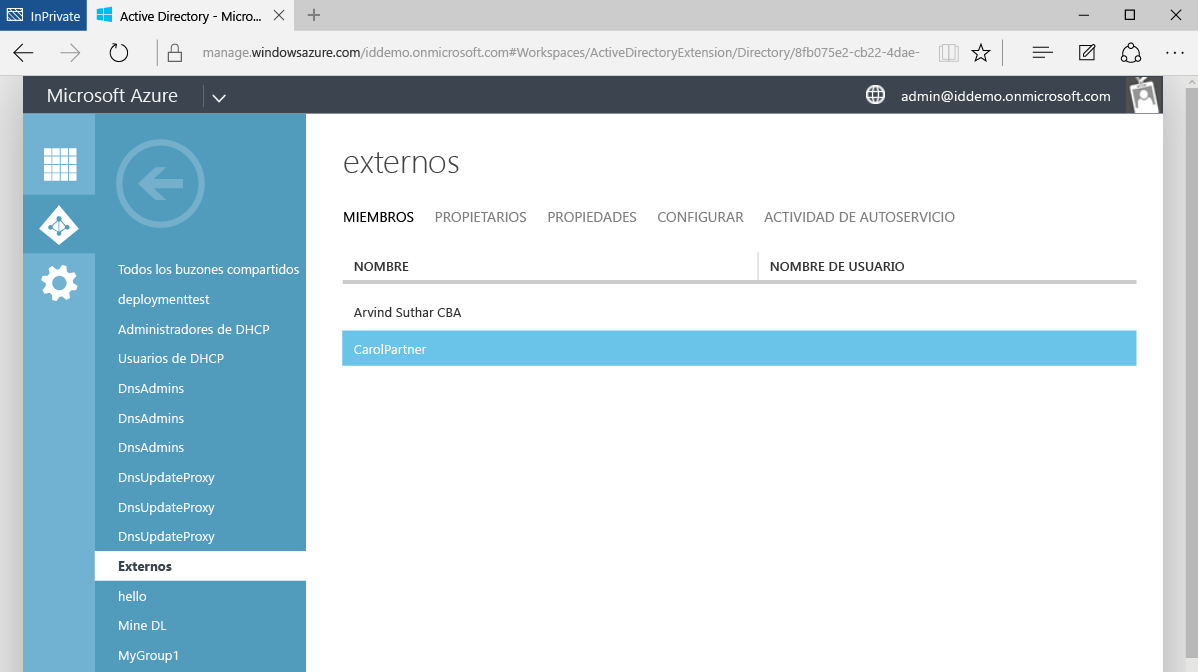 InPrivate
Active Directory - Micro...
manage.windowsazure.com/iddemo.onmicrosoft.com#Workspaces/ActiveDirectoryExtension/Directory/8fb075e2-cb22-4dae-
Microsoft Azure
admin@iddemo.onmicrosoft.com
Todos los buzones compartidos
deploymenttest
Administradores de DHCP
Usuarios de DHCP
DnsAdmins
DnsAdmins
DnsAdmins
DnsUpdateProxy
DnsUpdateProxy
DnsUpdateProxy
Externos
hello
Mine DL
MyGroup1
externos
MIEMBROS PROPIETARIOS PROPIEDADES CONFIGURAR ACTIVIDAD DE AUTOSERVICIO
NOMBRE NOMBRE DE USUARIO
Arvind Suthar CBA
CarolPartner